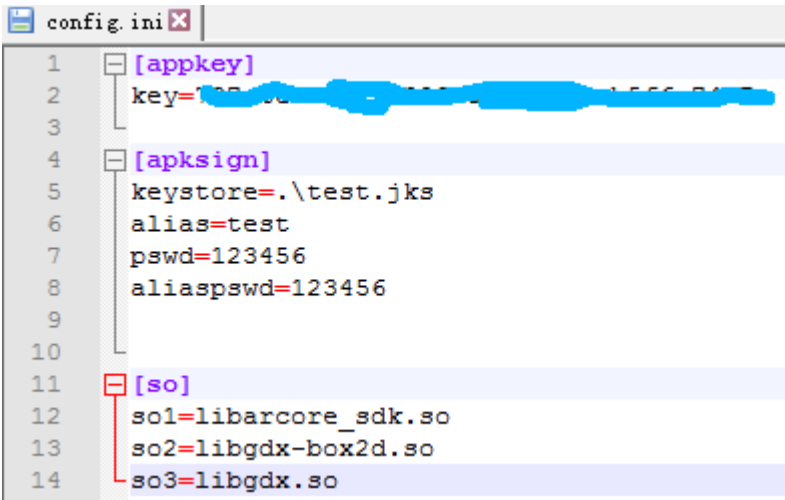 config.ini
1 [appkey]
2 key=
3
4 [apksign]
5 keystore=.\test.jks
6 alias=test
7 pswd=123456
8 aliaspswd=123456
9
10
11 [so]
12 so1=libarcore_sdk.so
13 so2=libgdx-box2d.so
14 so3=libgdx.so